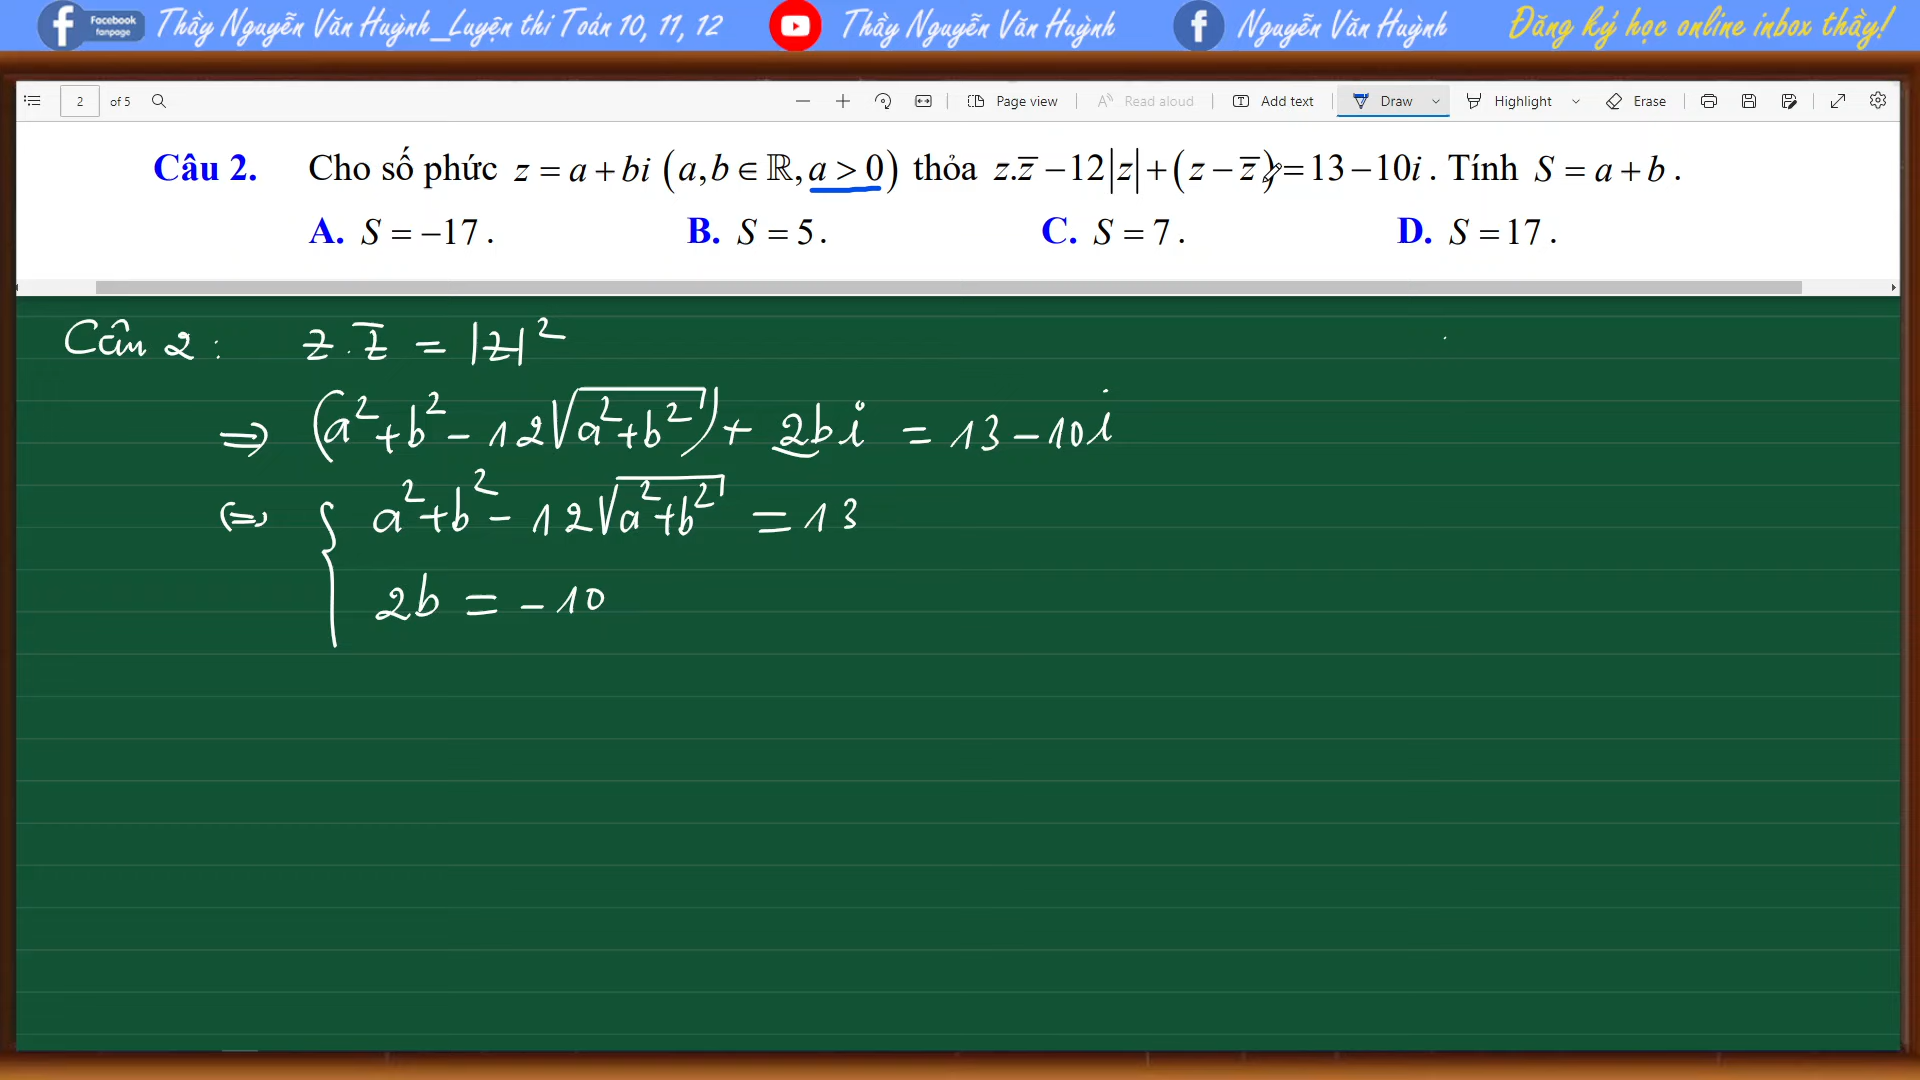 Facebook fanpage Thầy Nguyễn Văn Huỳnh_Luyện thi Toán 10, 11, 12 Thầy Nguyễn Văn Huỳnh Nguyễn Văn Huỳnh Đăng ký học online inbox thầy!
2 of 5 Page view Read aloud Add text Draw Highlight Erase
Câu 2. Cho số phức z = a + bi (a, b ∈ ℝ, a > 0) thỏa z.z̅ − 12|z| + (z − z̅) = 13 − 10i . Tính S = a + b .
A. S = −17 . B. S = 5 . C. S = 7 . D. S = 17 .
Câu 2 : z . z̅ = |z|²
⇒ (a² + b² − 12√(a² + b²)) + 2bi = 13 − 10i
⇔ { a² + b² − 12√(a² + b²) = 13
2b = −10